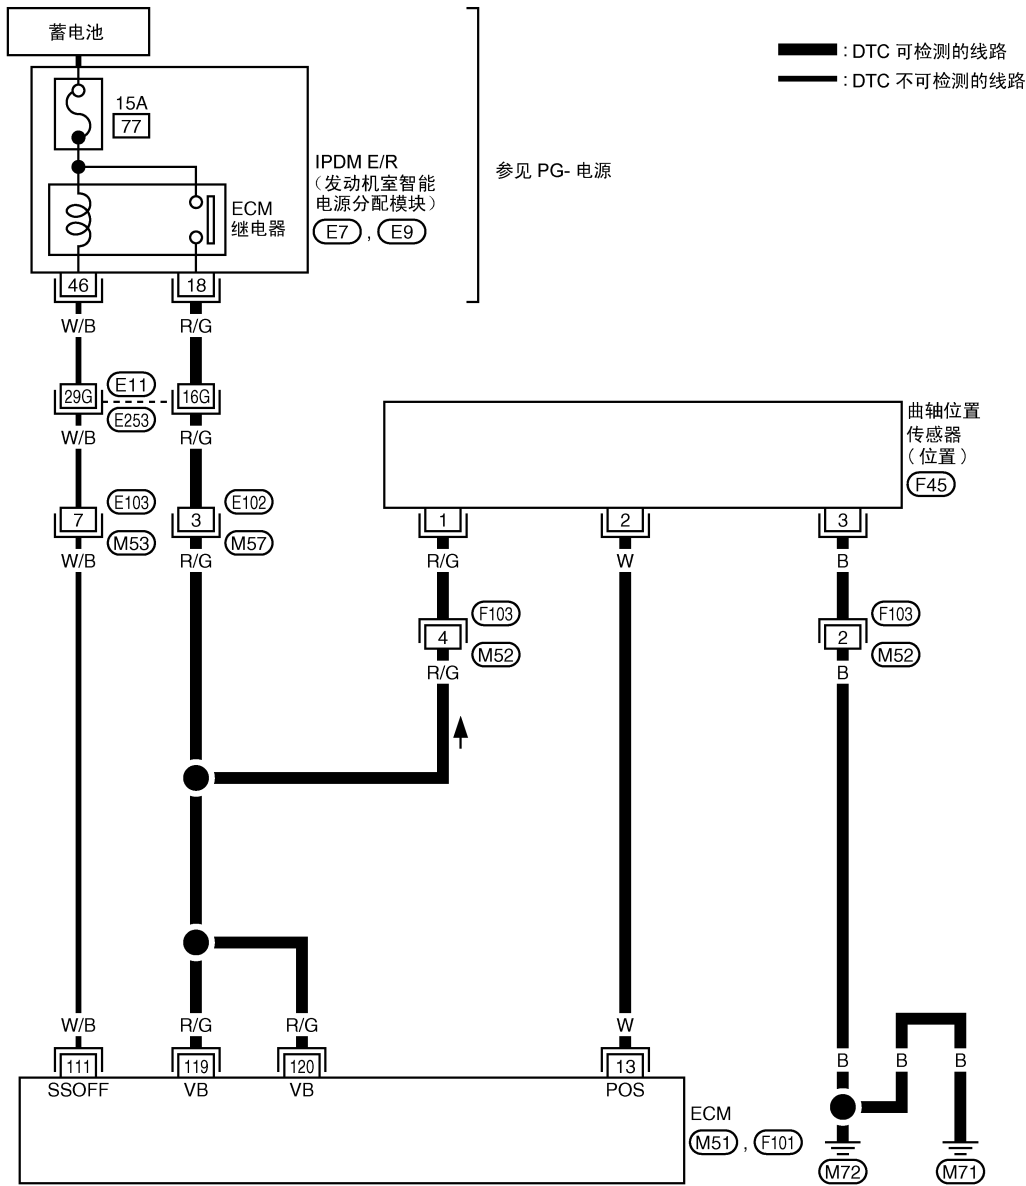 蓄电池
: DTC 可检测的线路
: DTC 不可检测的线路
15A
77
IPDM E/R
（发动机室智能
电源分配模块）
E7 , E9
参见 PG- 电源
ECM
继电器
46
18
W/B
R/G
29G
E11
16G
E253
W/B
R/G
曲轴位置
传感器
（位置）
F45
E103
E102
7
3
1
2
3
M53
M57
W/B
R/G
R/G
W
B
F103
F103
4
2
M52
M52
R/G
B
W/B
R/G
R/G
W
B
B
B
111
119
120
13
SSOFF
VB
VB
POS
ECM
M51 , F101
M72
M71